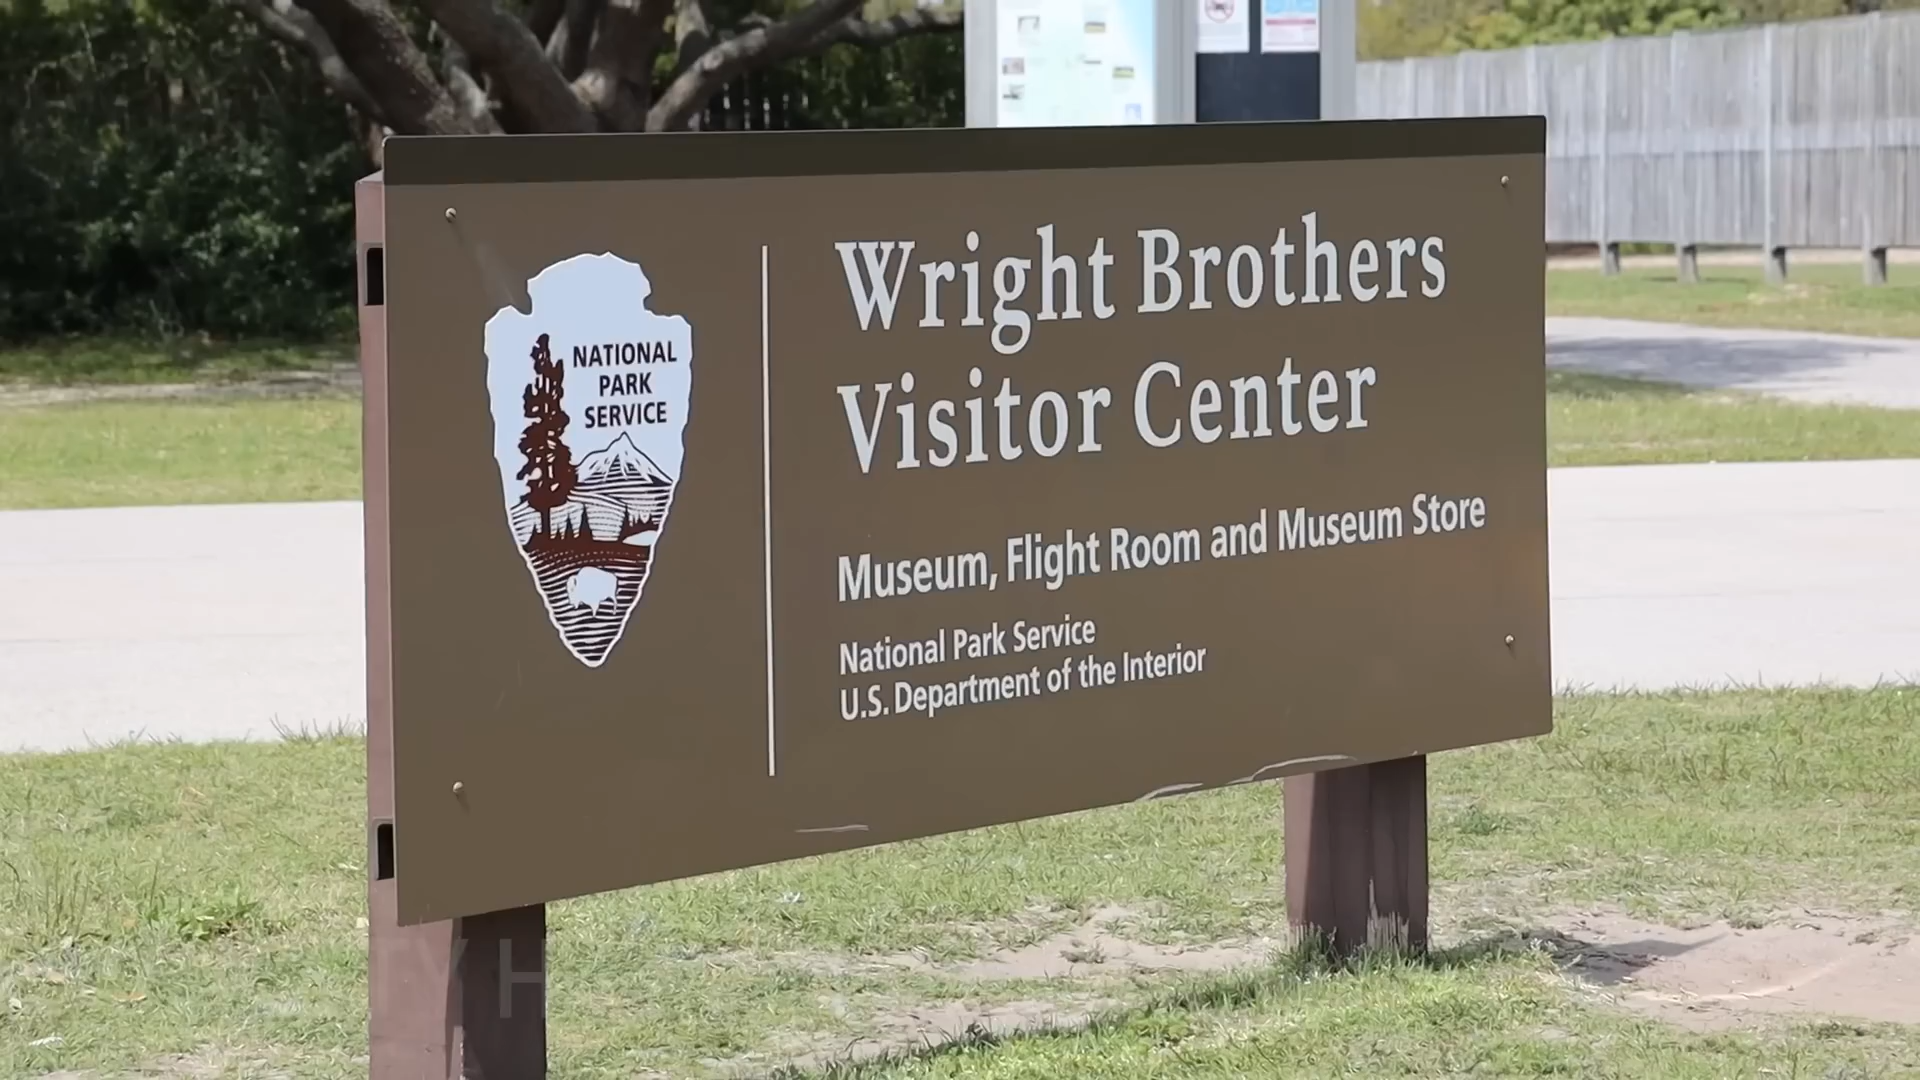 NATIONAL
PARK
SERVICE
Wright Brothers
Visitor Center
Museum, Flight Room and Museum Store
National Park Service
U.S. Department of the Interior